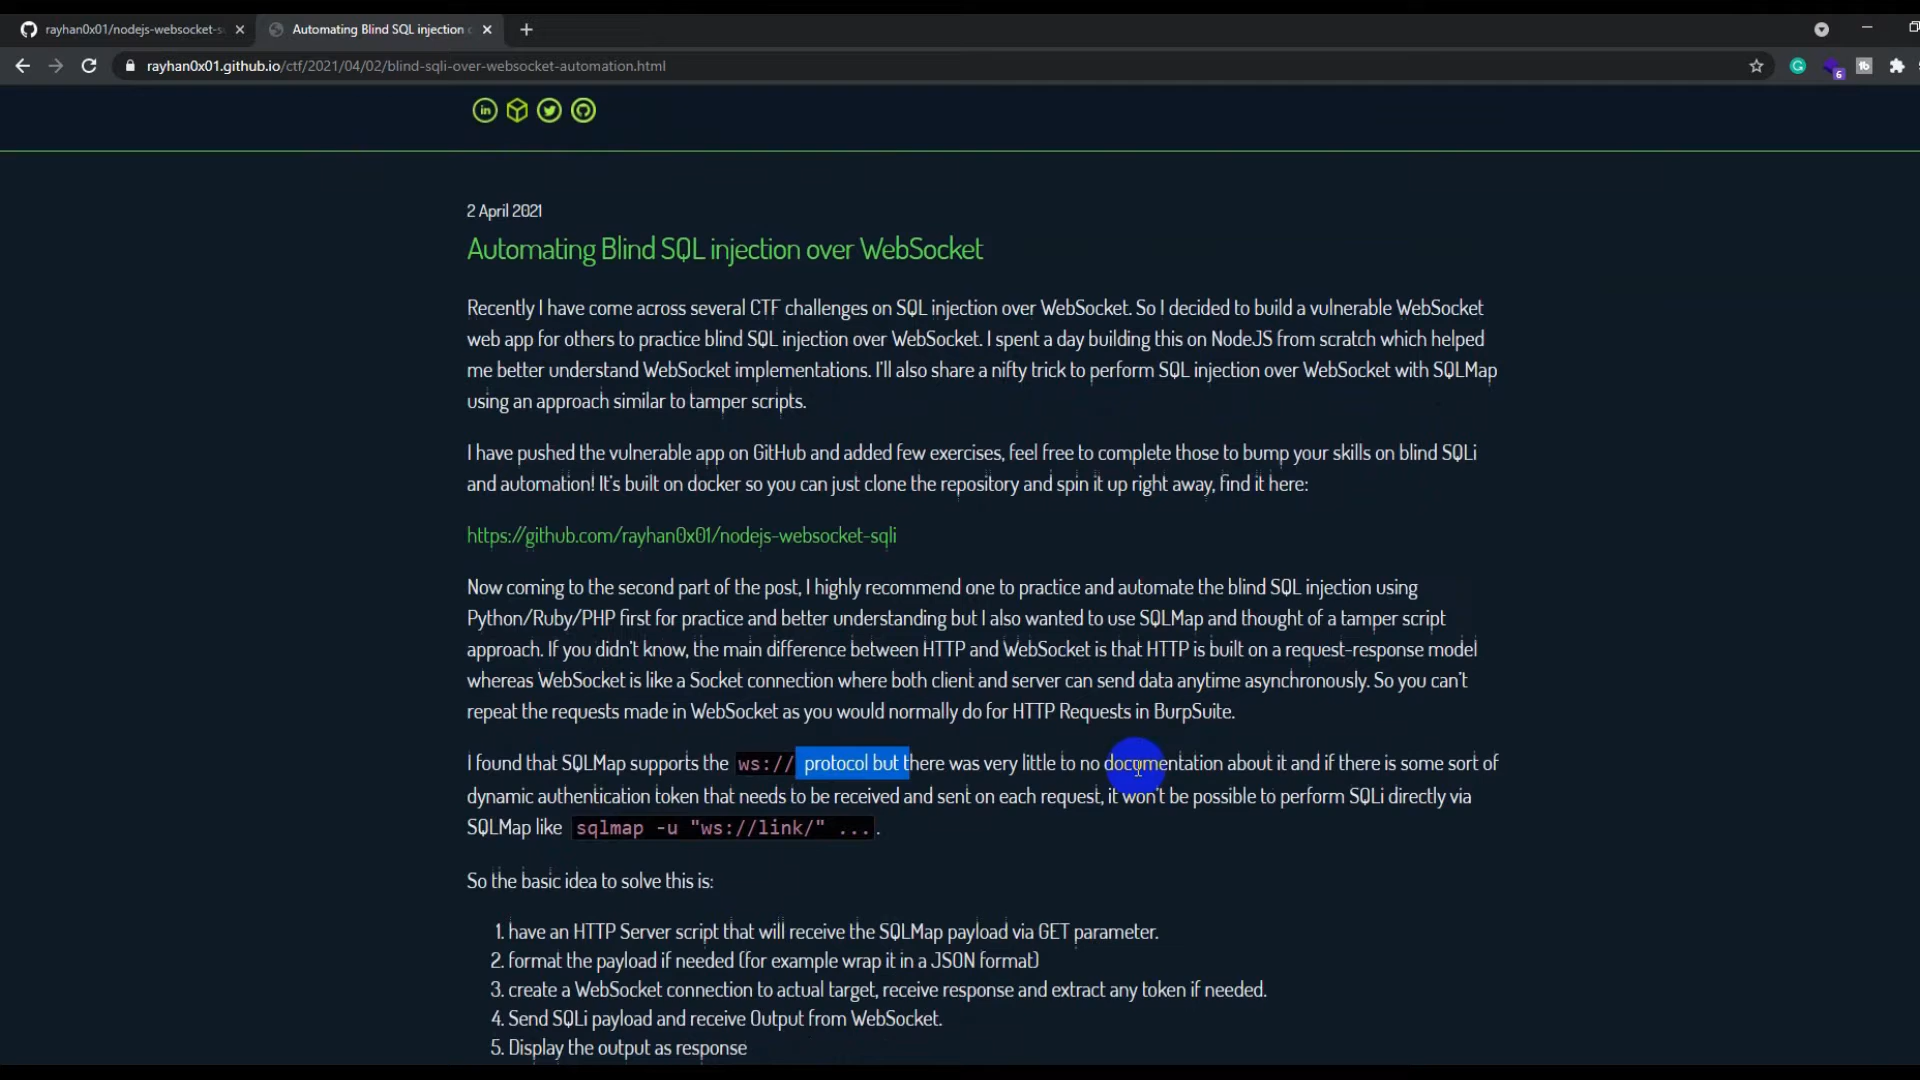 rayhan0x01/nodejs-websocket-s
Automating Blind SQL injection
rayhan0x01.github.io/ctf/2021/04/02/blind-sqli-over-websocket-automation.html
6
in
2 April 2021
Automating Blind SQL injection over WebSocket
Recently I have come across several CTF challenges on SQL injection over WebSocket. So I decided to build a vulnerable WebSocket
web app for others to practice blind SQL injection over WebSocket. I spent a day building this on NodeJS from scratch which helped
me better understand WebSocket implementations. I'll also share a nifty trick to perform SQL injection over WebSocket with SQLMap
using an approach similar to tamper scripts.
I have pushed the vulnerable app on GitHub and added few exercises, feel free to complete those to bump your skills on blind SQLi
and automation! It's built on docker so you can just clone the repository and spin it up right away, find it here:
https://github.com/rayhan0x01/nodejs-websocket-sqli
Now coming to the second part of the post, I highly recommend one to practice and automate the blind SQL injection using
Python/Ruby/PHP first for practice and better understanding but I also wanted to use SQLMap and thought of a tamper script
approach. If you didn't know, the main difference between HTTP and WebSocket is that HTTP is built on a request-response model
whereas WebSocket is like a Socket connection where both client and server can send data anytime asynchronously. So you can't
repeat the requests made in WebSocket as you would normally do for HTTP Requests in BurpSuite.
I found that SQLMap supports the ws:// protocol but there was very little to no documentation about it and if there is some sort of
dynamic authentication token that needs to be received and sent on each request, it won't be possible to perform SQLi directly via
SQLMap like sqlmap -u "ws://link/" ... .
So the basic idea to solve this is:
1. have an HTTP Server script that will receive the SQLMap payload via GET parameter.
2. format the payload if needed (for example wrap it in a JSON format)
3. create a WebSocket connection to actual target, receive response and extract any token if needed.
4. Send SQLi payload and receive Output from WebSocket.
5. Display the output as response